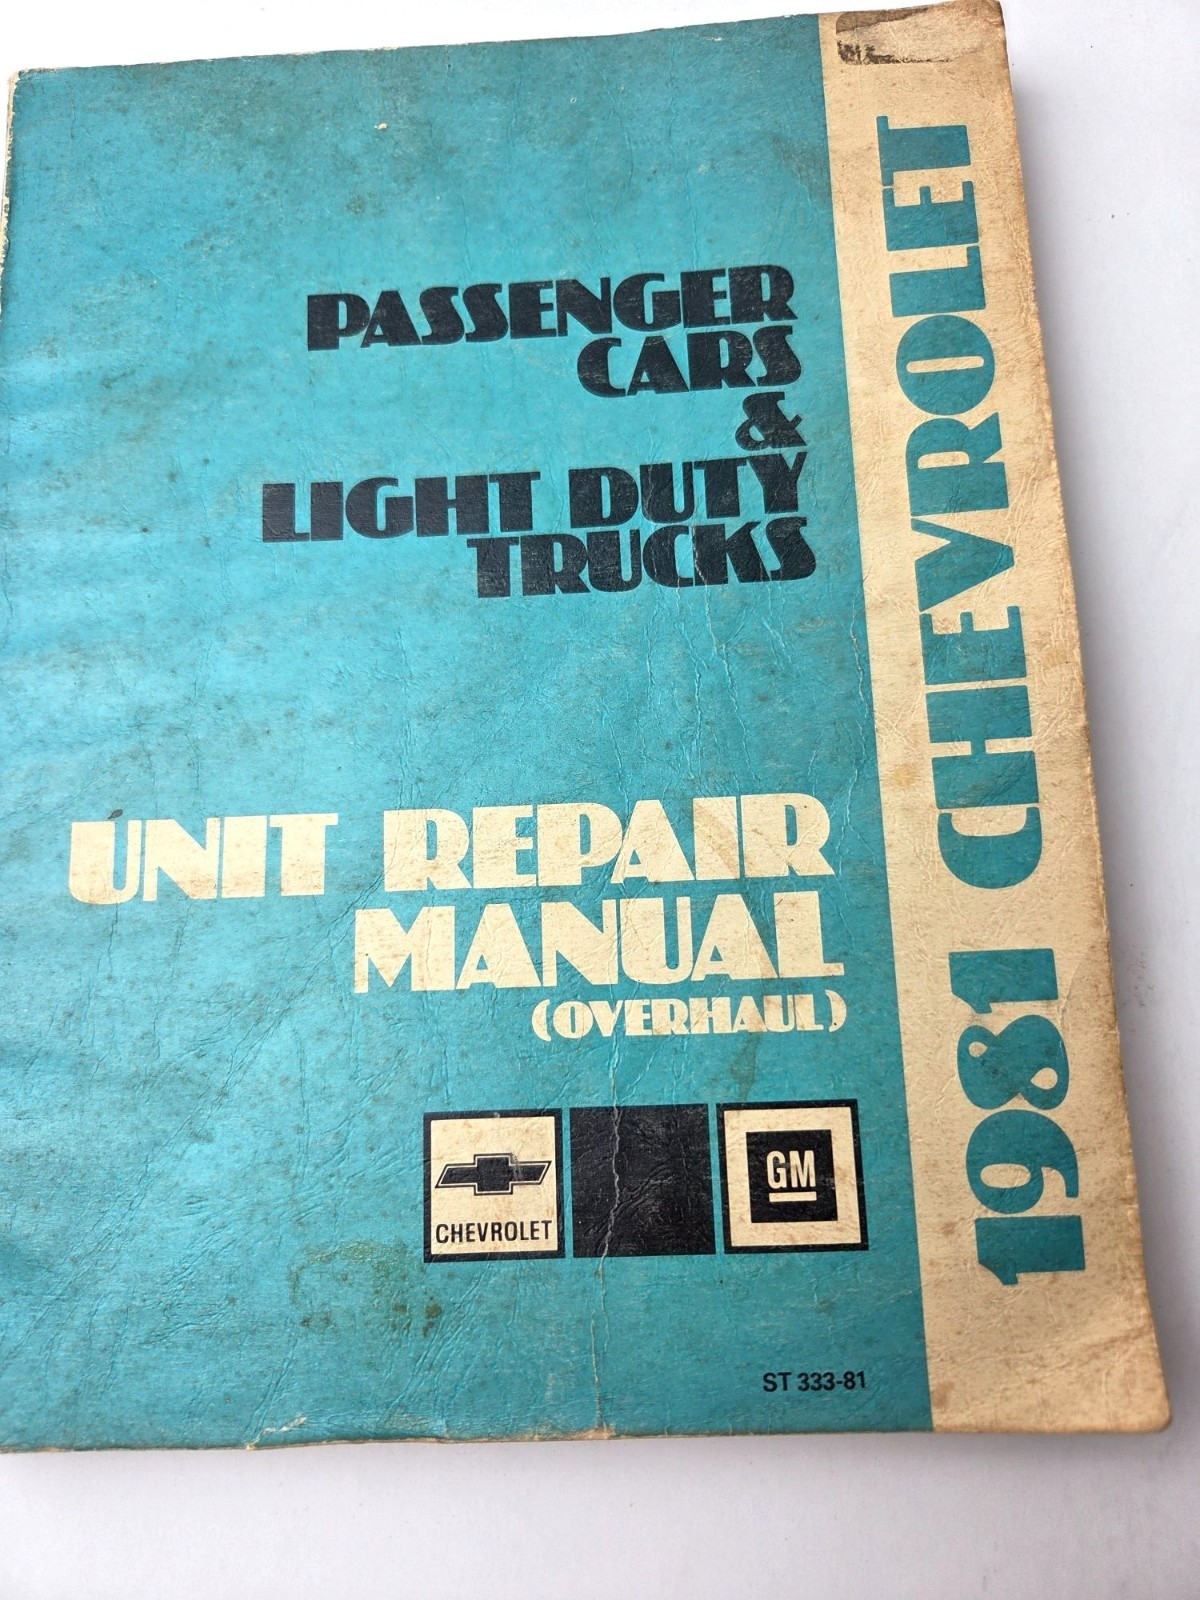 PASSENGER
CARS
&
LIGHT DUTY
TRUCKS
UNIT REPAIR
MANUAL
(OVERHAUL)
CHEVROLET
GM
ST 333-81
1981 CHEVROLET